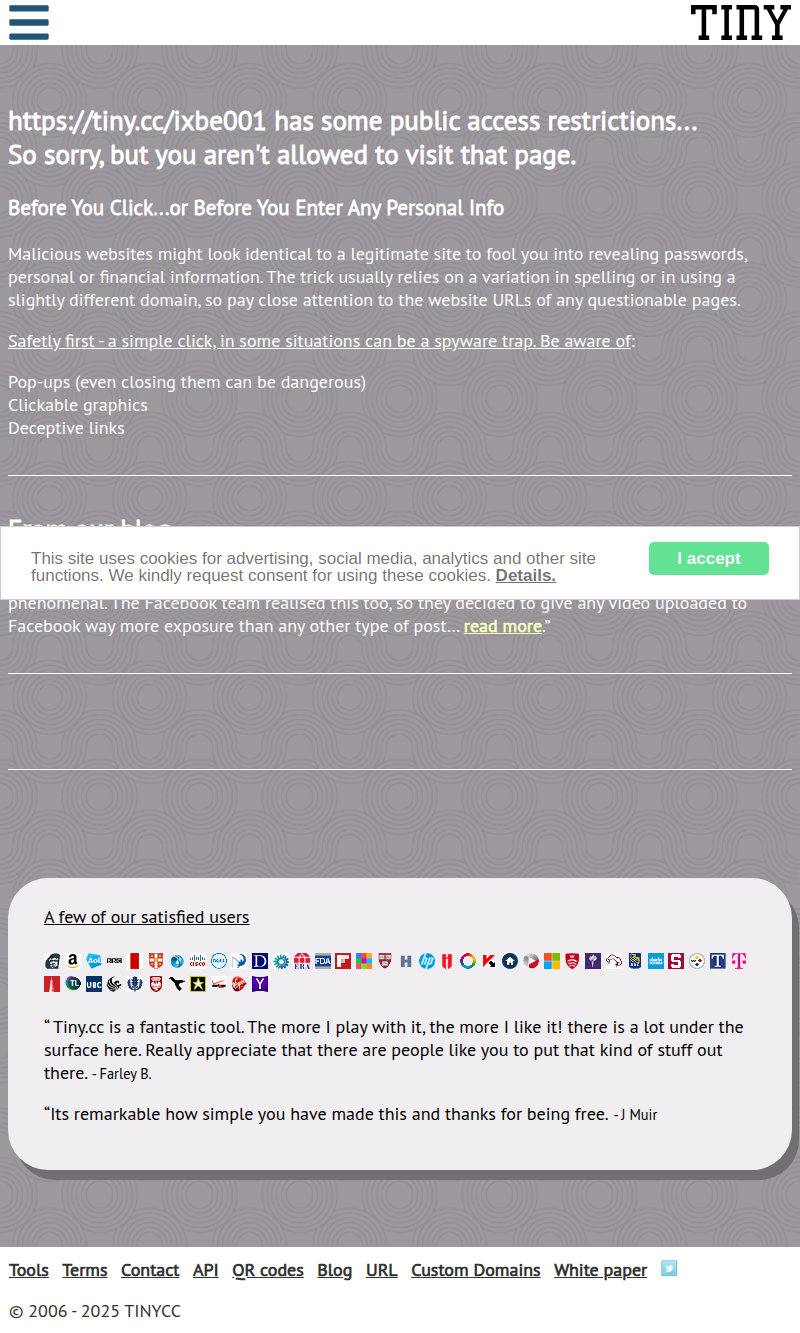 TINY
https://tiny.cc/ixbe001 has some public access restrictions...
So sorry, but you aren't allowed to visit that page.
Before You Click...or Before You Enter Any Personal Info
Malicious websites might look identical to a legitimate site to fool you into revealing passwords,
personal or financial information. The trick usually relies on a variation in spelling or in using a
slightly different domain, so pay close attention to the website URLs of any questionable pages.
Safetly first - a simple click, in some situations can be a spyware trap. Be aware of:
Pop-ups (even closing them can be dangerous)
Clickable graphics
Deceptive links
From our blog
This site uses cookies for advertising, social media, analytics and other site
functions. We kindly request consent for using these cookies. Details.
I accept
phenomenal. The Facebook team realised this too, so they decided to give any video uploaded to
Facebook way more exposure than any other type of post... read more.”
A few of our satisfied users
“ Tiny.cc is a fantastic tool. The more I play with it, the more I like it! there is a lot under the
surface here. Really appreciate that there are people like you to put that kind of stuff out
there. - Farley B.
“Its remarkable how simple you have made this and thanks for being free. - J Muir
Tools Terms Contact API QR codes Blog URL Custom Domains White paper
© 2006 - 2025 TINYCC